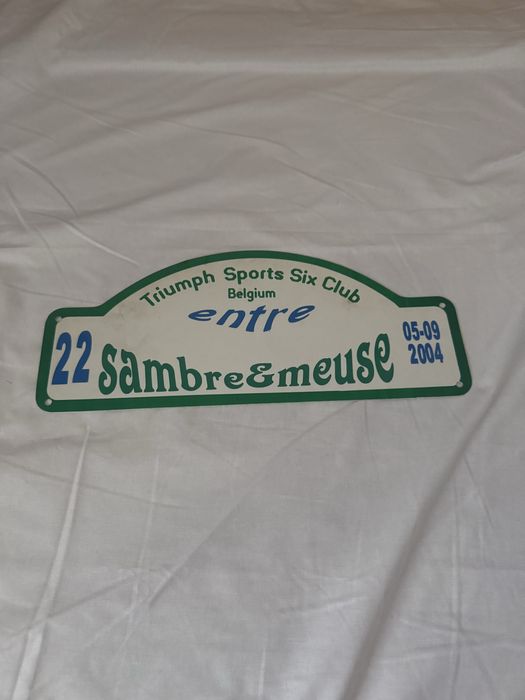 Triumph Sports Six Club
Belgium
entre
22 sambre&meuse 05-09
2004